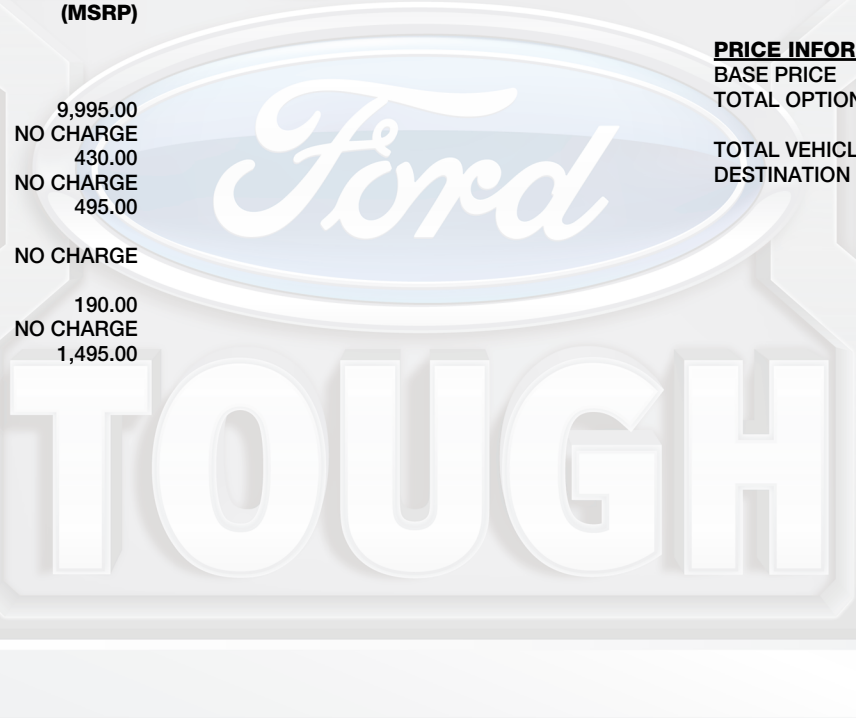 (MSRP)
9,995.00
NO CHARGE
430.00
NO CHARGE
495.00
NO CHARGE
190.00
NO CHARGE
1,495.00
PRICE INFOR
BASE PRICE
TOTAL OPTION
TOTAL VEHICL
DESTINATION
Ford
TOUGH